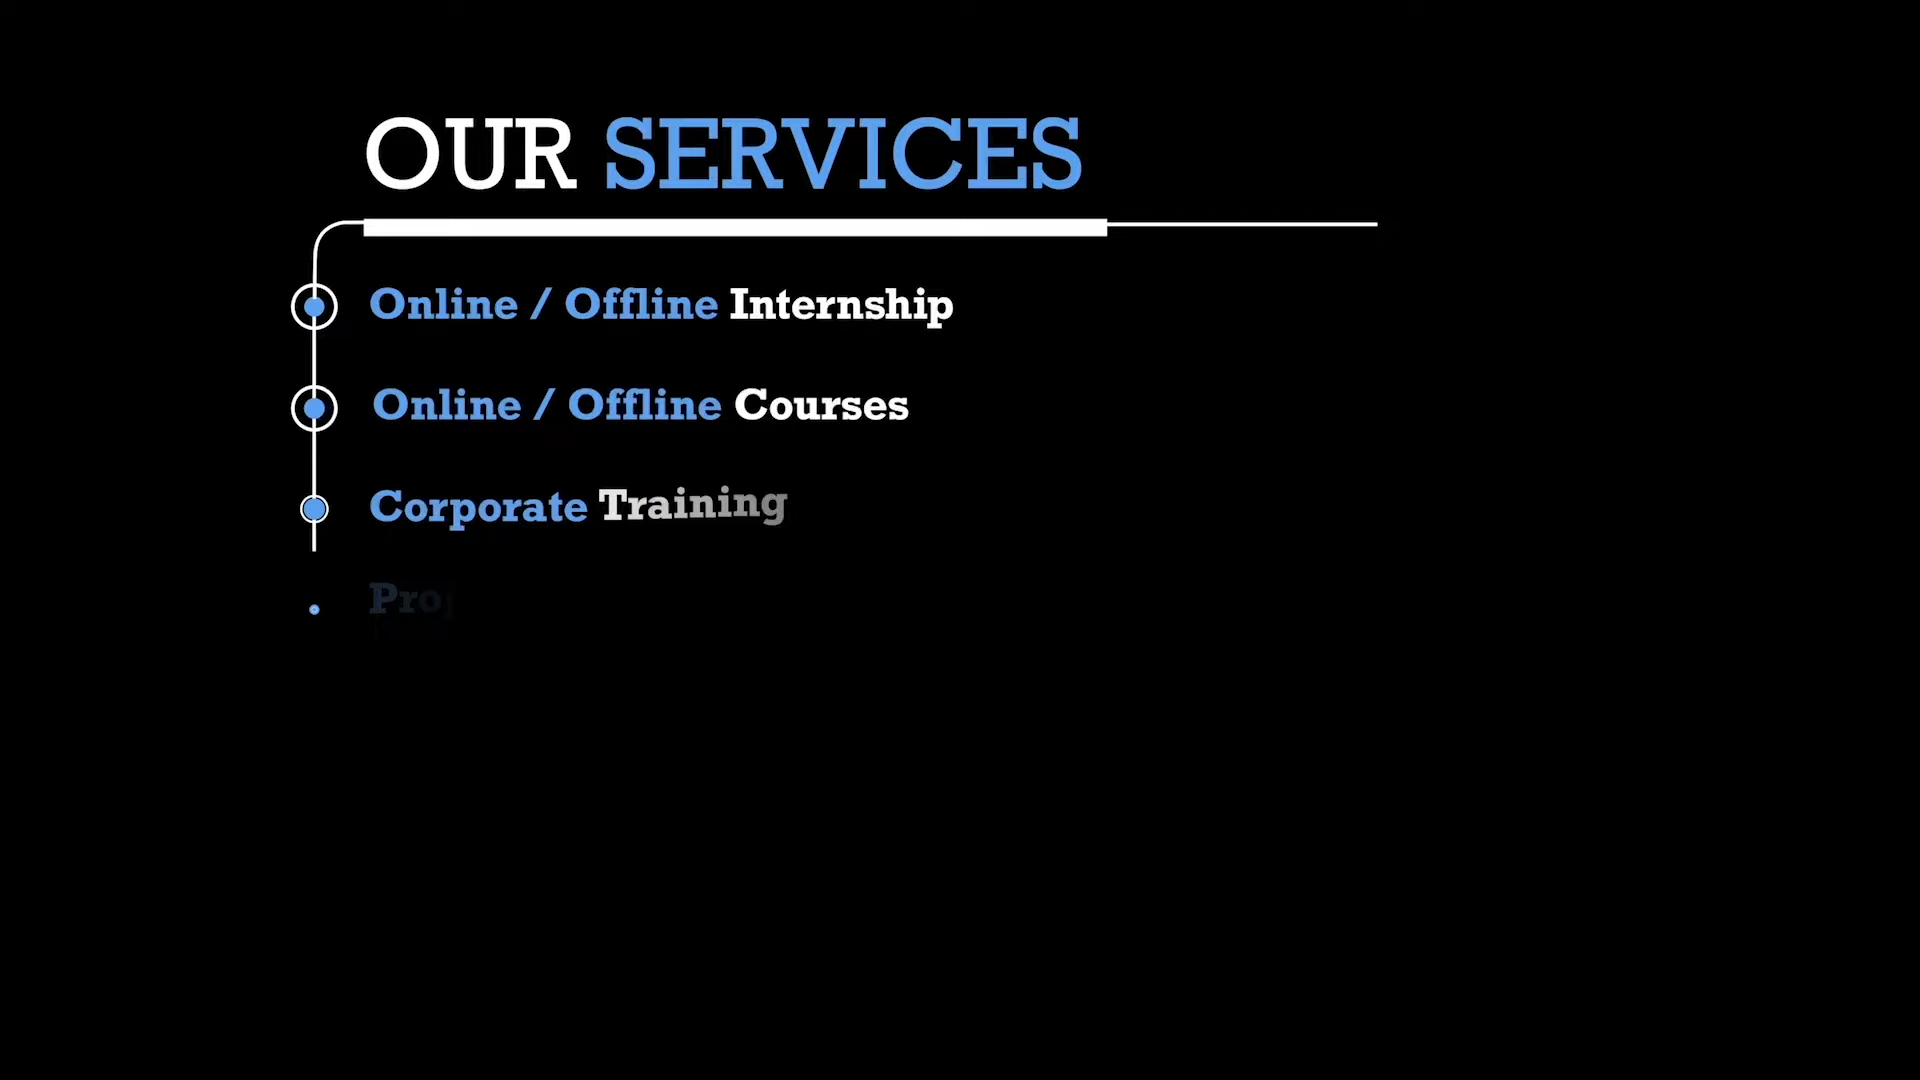 OUR SERVICES
Online / Offline Internship
Online / Offline Courses
Corporate Training